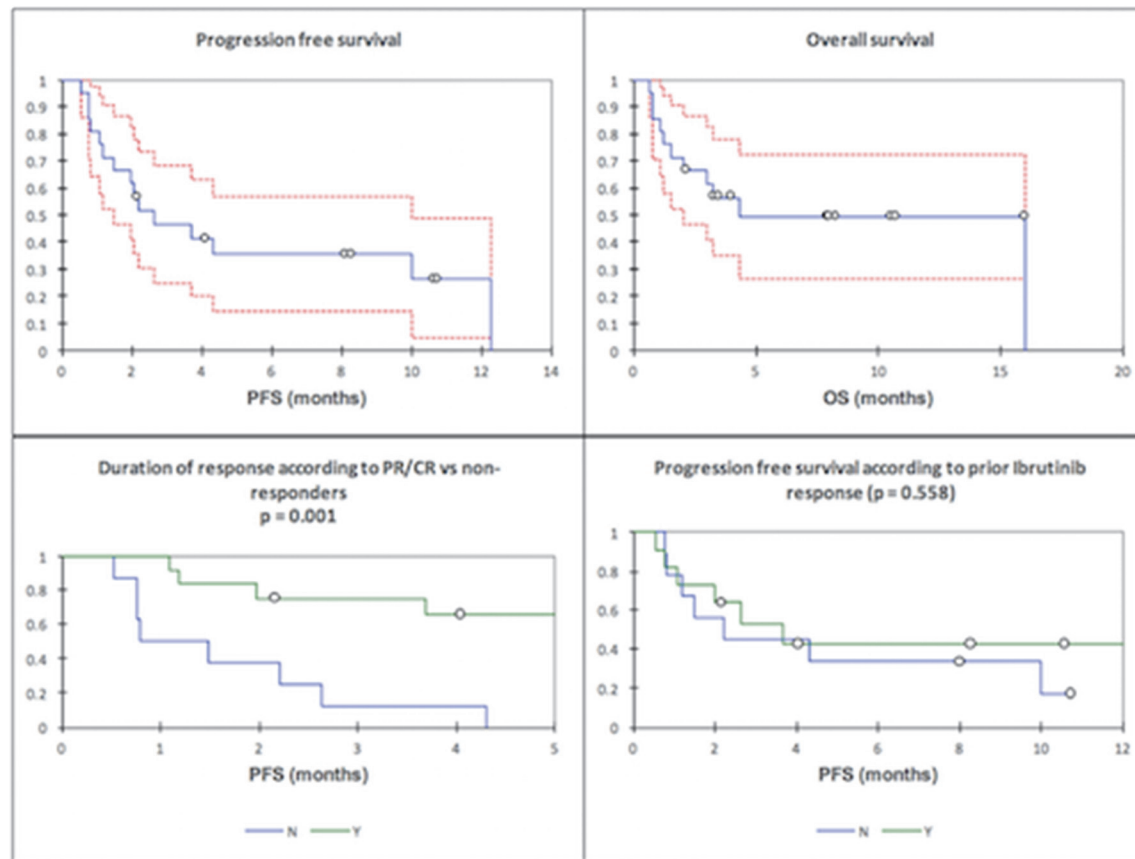 Progression free survival
1
0.9
0.8
0.7
0.6
0.5
0.4
0.3
0.2
0.1
0
0 2 4 6 8 10 12 14
PFS (months)
Overall survival
1
0.9
0.8
0.7
0.6
0.5
0.4
0.3
0.2
0.1
0
0 5 10 15 20
OS (months)
Duration of response according to PR/CR vs non-
responders
p = 0.001
1
0.8
0.6
0.4
0.2
0
0 1 2 3 4 5
PFS (months)
N Y
Progression free survival according to prior Ibrutinib
response (p = 0.558)
1
0.8
0.6
0.4
0.2
0
0 2 4 6 8 10 12
PFS (months)
N Y